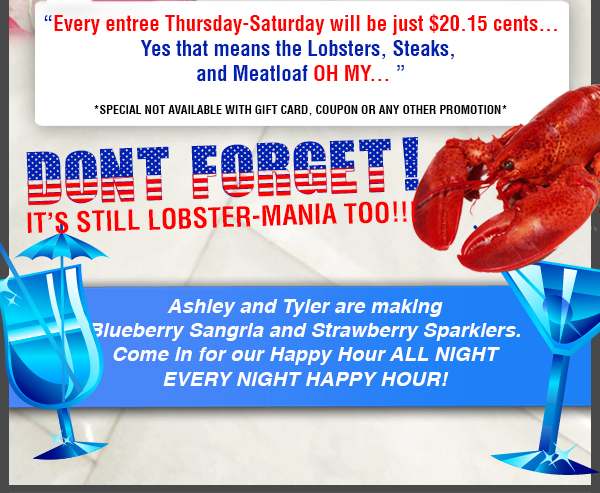 “Every entree Thursday-Saturday will be just $20.15 cents...
Yes that means the Lobsters, Steaks,
and Meatloaf OH MY... ”
*SPECIAL NOT AVAILABLE WITH GIFT CARD, COUPON OR ANY OTHER PROMOTION*
DONT FORGET!
IT'S STILL LOBSTER-MANIA TOO!!!
Ashley and Tyler are making
Blueberry Sangria and Strawberry Sparklers.
Come in for our Happy Hour ALL NIGHT
EVERY NIGHT HAPPY HOUR!